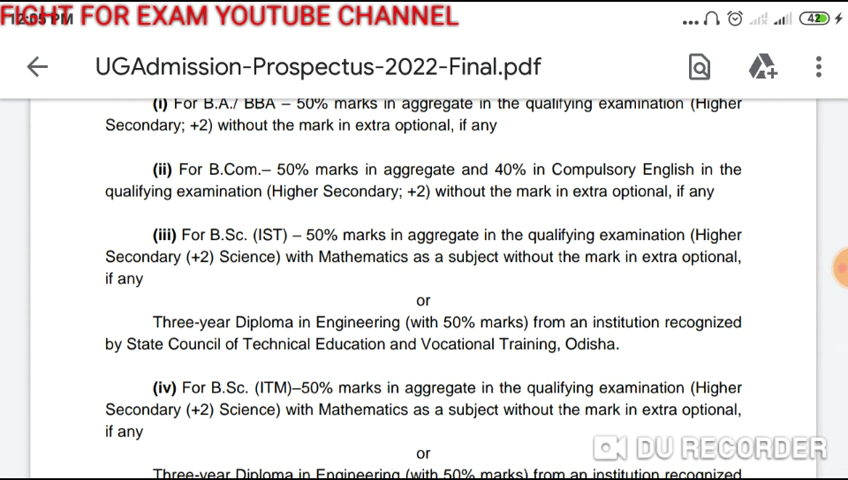 FIGHT FOR EXAM YOUTUBE CHANNEL
12:05 PM
42
UGAdmission-Prospectus-2022-Final.pdf
(i) For B.A./ BBA – 50% marks in aggregate in the qualifying examination (Higher
Secondary; +2) without the mark in extra optional, if any
(ii) For B.Com.– 50% marks in aggregate and 40% in Compulsory English in the
qualifying examination (Higher Secondary; +2) without the mark in extra optional, if any
(iii) For B.Sc. (IST) – 50% marks in aggregate in the qualifying examination (Higher
Secondary (+2) Science) with Mathematics as a subject without the mark in extra optional,
if any
or
Three-year Diploma in Engineering (with 50% marks) from an institution recognized
by State Council of Technical Education and Vocational Training, Odisha.
(iv) For B.Sc. (ITM)–50% marks in aggregate in the qualifying examination (Higher
Secondary (+2) Science) with Mathematics as a subject without the mark in extra optional,
if any
or
DU RECORDER
Three-year Diploma in Engineering (with 50% marks) from an institution recognized